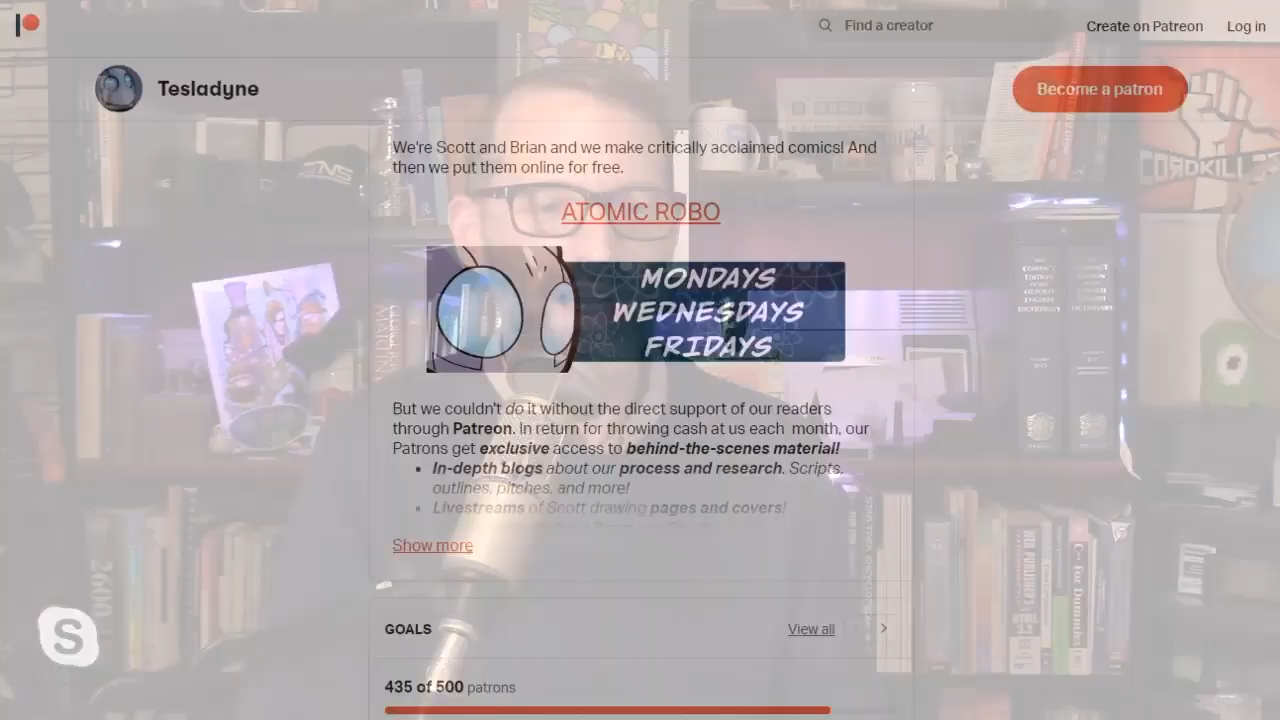 Find a creator
Create on Patreon
Log in
Tesladyne
Become a patron
We're Scott and Brian and we make critically acclaimed comics! And
then we put them online for free.
ATOMIC ROBO
MONDAYS
WEDNESDAYS
FRIDAYS
But we couldn't do it without the direct support of our readers
through Patreon. In return for throwing cash at us each month, our
Patrons get exclusive access to behind-the-scenes material!
In-depth blogs about our process and research. Scripts,
outlines, pitches, and more!
Livestreams of Scott drawing pages and covers!
Show more
GOALS
View all
435 of 500 patrons
2600
S